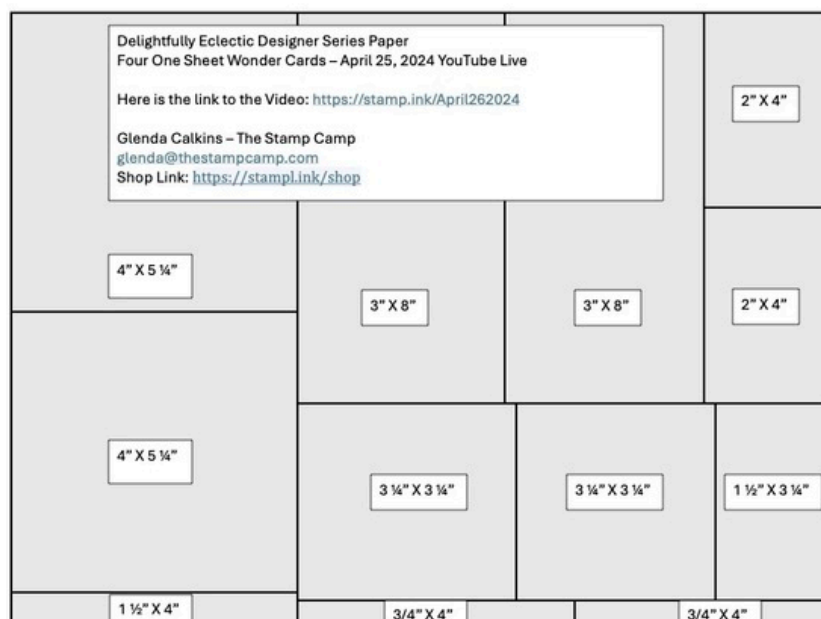 Delightfully Eclectic Designer Series Paper
Four One Sheet Wonder Cards – April 25, 2024 YouTube Live
Here is the link to the Video: https://stamp.ink/April262024
Glenda Calkins – The Stamp Camp
glenda@thestampcamp.com
Shop Link: https://stampl.ink/shop
2” X 4”
4” X 5 ¼”
3” X 8”
3” X 8”
2” X 4”
4” X 5 ¼”
3 ¼” X 3 ¼”
3 ¼” X 3 ¼”
1 ½” X 3 ¼”
1 ½” X 4”
3/4” X 4”
3/4” X 4”